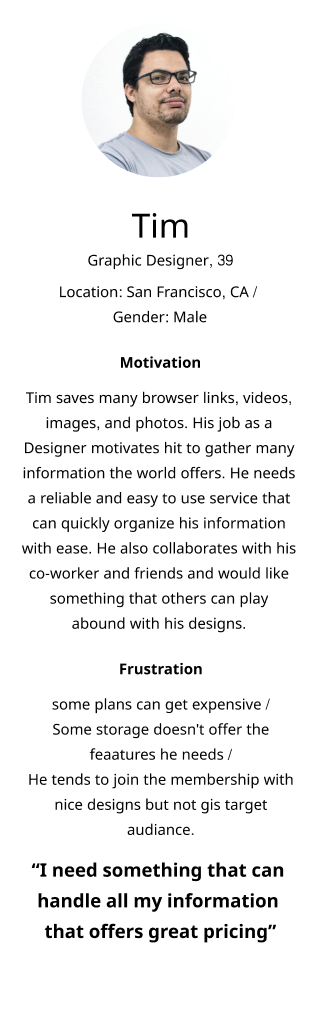 Tim
Graphic Designer, 39
Location: San Francisco, CA /
Gender: Male
Motivation
Tim saves many browser links, videos,
images, and photos. His job as a
Designer motivates hit to gather many
information the world offers. He needs
a reliable and easy to use service that
can quickly organize his information
with ease. He also collaborates with his
co-worker and friends and would like
something that others can play
abound with his designs.
Frustration
some plans can get expensive /
Some storage doesn't offer the
feaatures he needs /
He tends to join the membership with
nice designs but not gis target
audiance.
“I need something that can
handle all my information
that offers great pricing”